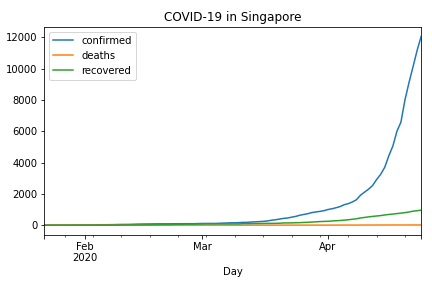 COVID-19 in Singapore
confirmed
deaths
recovered
12000
10000
8000
6000
4000
2000
0
Feb
2020
Mar
Apr
Day